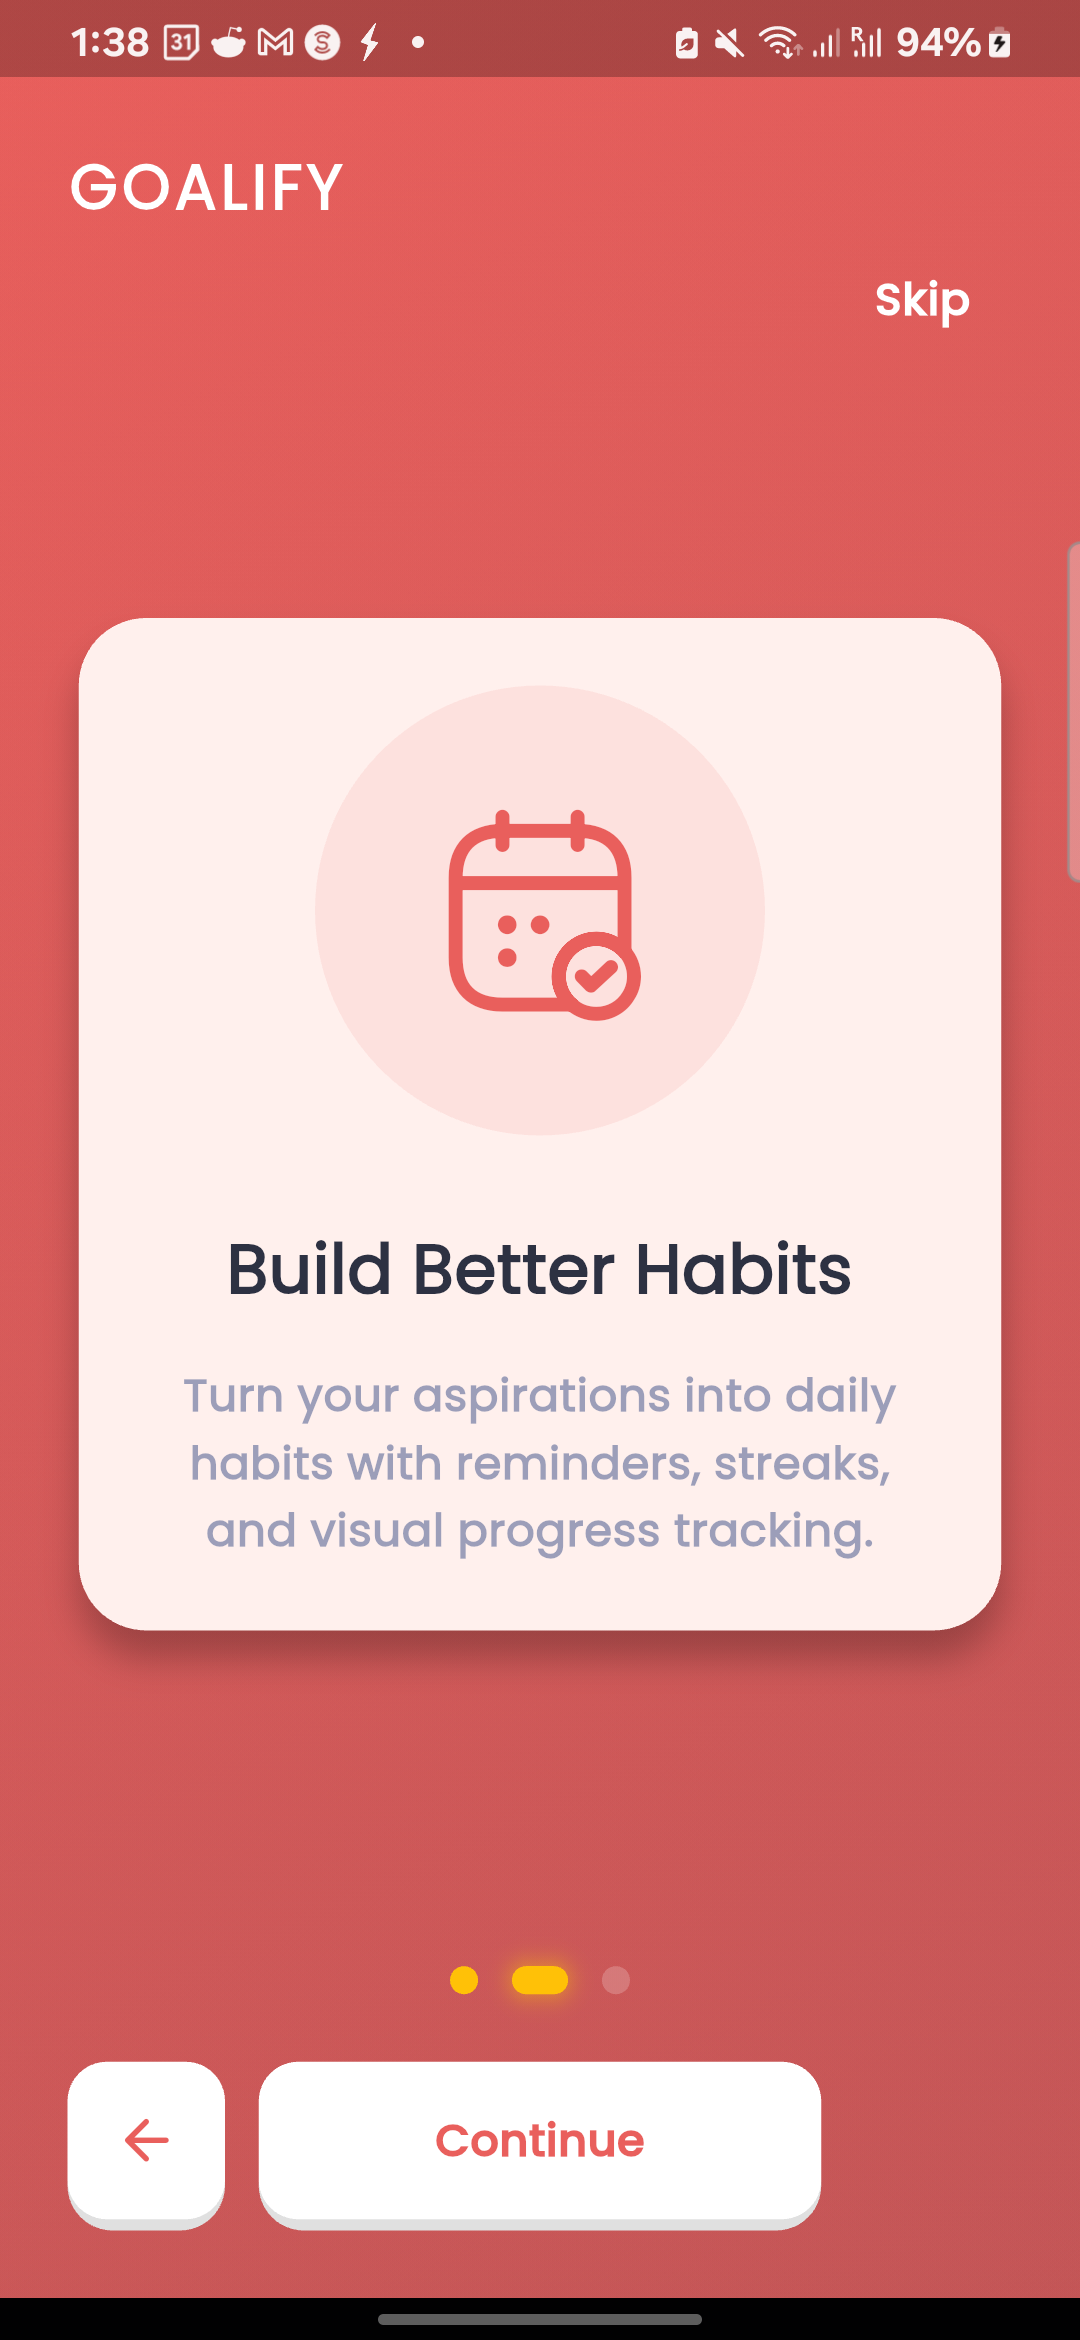 1:38 31 94%
GOALIFY
Skip
Build Better Habits
Turn your aspirations into daily
habits with reminders, streaks,
and visual progress tracking.
Continue